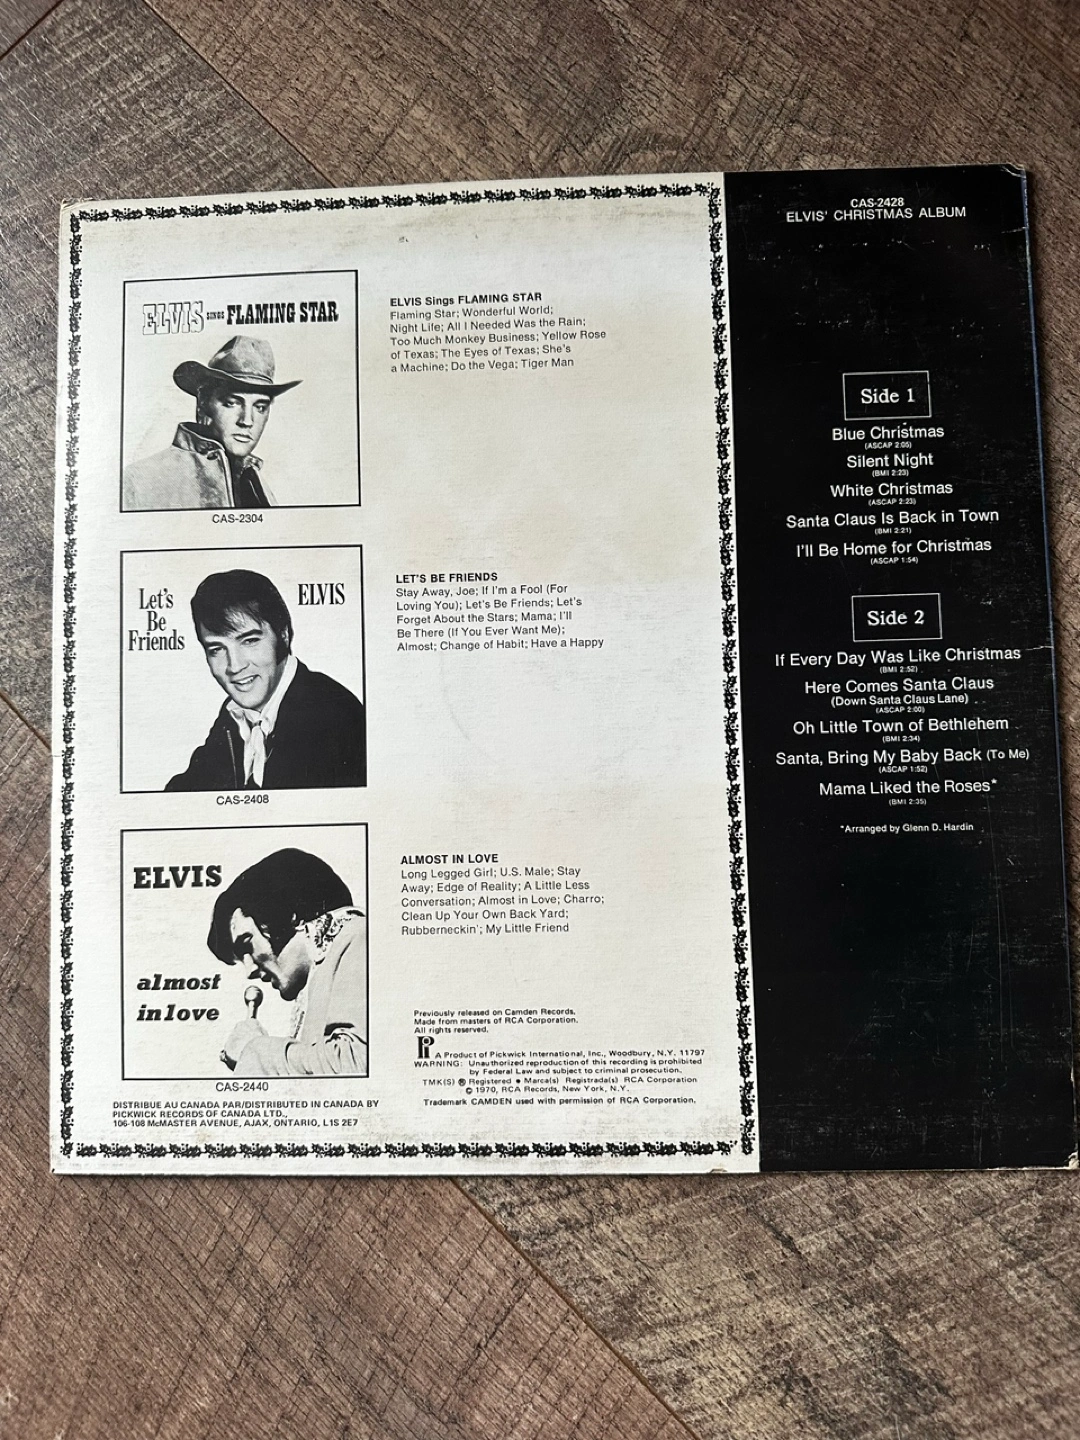 ELVIS SINGS FLAMING STAR
CAS-2304
ELVIS Sings FLAMING STAR
Flaming Star; Wonderful World;
Night Life; All I Needed Was the Rain;
Too Much Monkey Business; Yellow Rose
of Texas; The Eyes of Texas; She's
a Machine; Do the Vega; Tiger Man
Let's
Be
Friends
ELVIS
CAS-2408
LET'S BE FRIENDS
Stay Away, Joe; If I'm a Fool (For
Loving You); Let's Be Friends; Let's
Forget About the Stars; Mama; I'll
Be There (If You Ever Want Me);
Almost; Change of Habit; Have a Happy
ELVIS
almost
in love
CAS-2440
ALMOST IN LOVE
Long Legged Girl; U.S. Male; Stay
Away; Edge of Reality; A Little Less
Conversation; Almost in Love; Charro;
Clean Up Your Own Back Yard;
Rubberneckin'; My Little Friend
Previously released on Camden Records.
Made from masters of RCA Corporation.
All rights reserved.
A Product of Pickwick International, Inc., Woodbury, N.Y. 11797
WARNING: Unauthorized reproduction of this recording is prohibited
by Federal Law and subject to criminal prosecution.
TMK(S) ® Registered • Marca(s) Registrada(s) RCA Corporation
© 1970, RCA Records, New York, N.Y.
Trademark CAMDEN used with permission of RCA Corporation.
DISTRIBUE AU CANADA PAR/DISTRIBUTED IN CANADA BY
PICKWICK RECORDS OF CANADA LTD.,
106-108 McMASTER AVENUE, AJAX, ONTARIO, L1S 2E7
CAS-2428
ELVIS' CHRISTMAS ALBUM
Side 1
Blue Christmas
(ASCAP 2:05)
Silent Night
(BMI 2:23)
White Christmas
(ASCAP 2:23)
Santa Claus Is Back in Town
(BMI 2:21)
I'll Be Home for Christmas
(ASCAP 1:54)
Side 2
If Every Day Was Like Christmas
(BMI 2:52)
Here Comes Santa Claus
(Down Santa Claus Lane)
(ASCAP 2:00)
Oh Little Town of Bethlehem
(BMI 2:34)
Santa, Bring My Baby Back (To Me)
(ASCAP 1:52)
Mama Liked the Roses*
(BMI 2:35)
*Arranged by Glenn D. Hardin